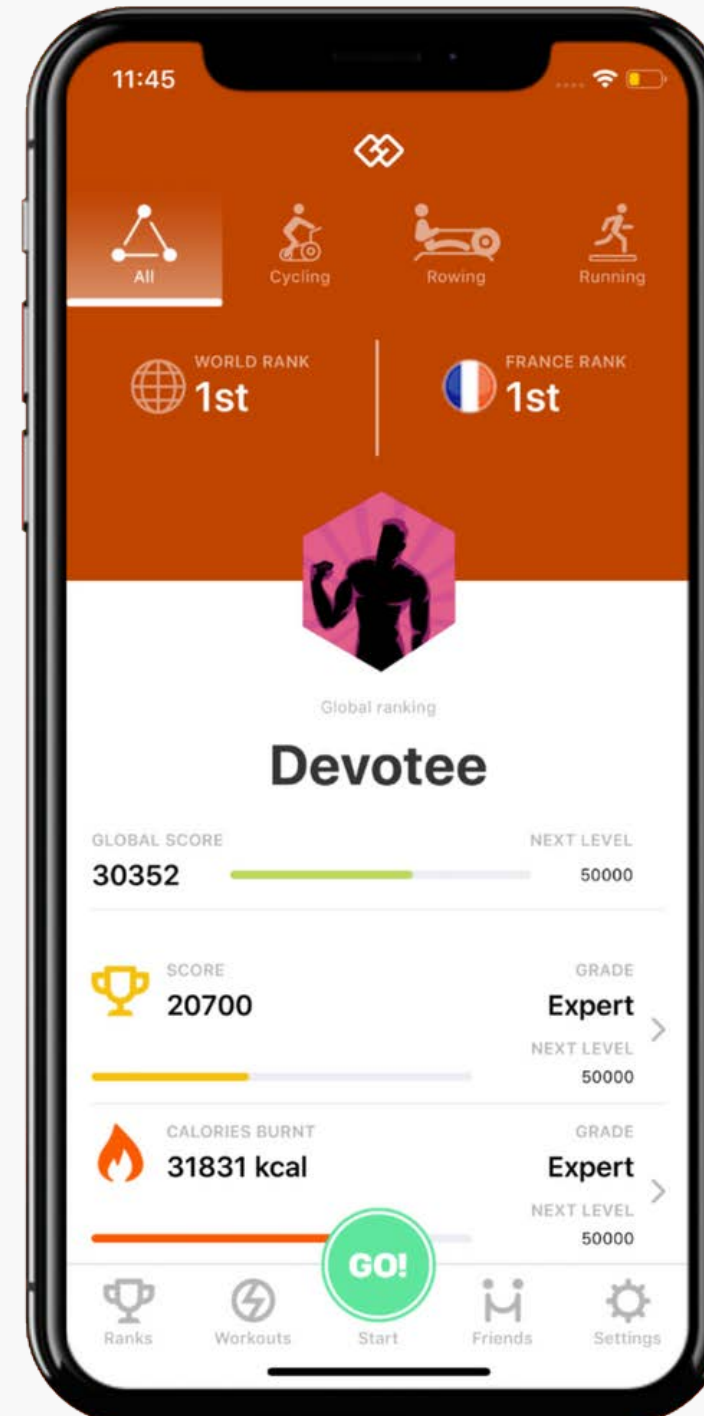 11:45
All
Cycling
Rowing
Running
WORLD RANK
1st
FRANCE RANK
1st
Global ranking
Devotee
GLOBAL SCORE
NEXT LEVEL
30352
50000
SCORE
GRADE
20700
Expert
NEXT LEVEL
50000
CALORIES BURNT
GRADE
31831 kcal
Expert
NEXT LEVEL
50000
GO!
Ranks
Workouts
Start
Friends
Settings